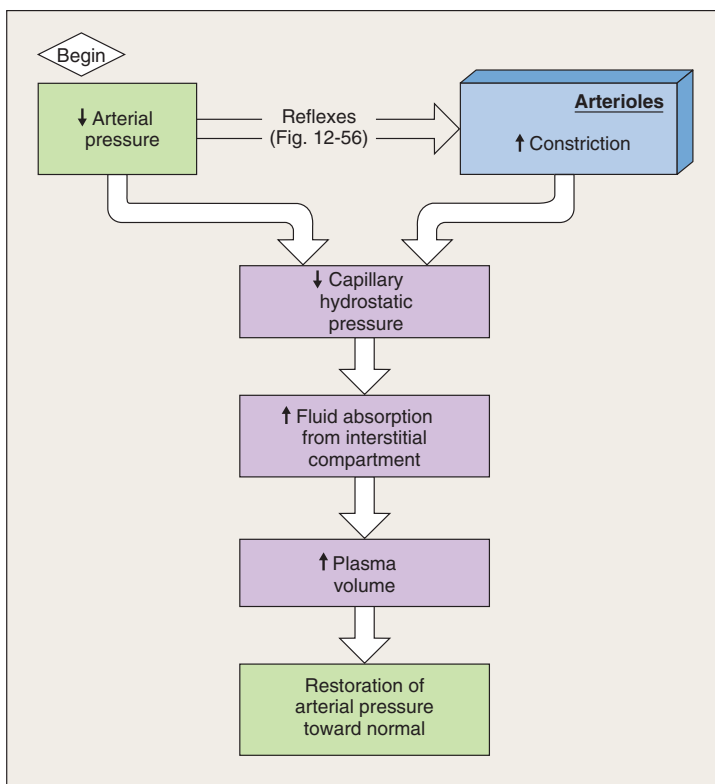 Begin
↓ Arterial
pressure
Reflexes
(Fig. 12-56)
Arterioles
↑ Constriction
↓ Capillary
hydrostatic
pressure
↑ Fluid absorption
from interstitial
compartment
↑ Plasma
volume
Restoration of
arterial pressure
toward normal